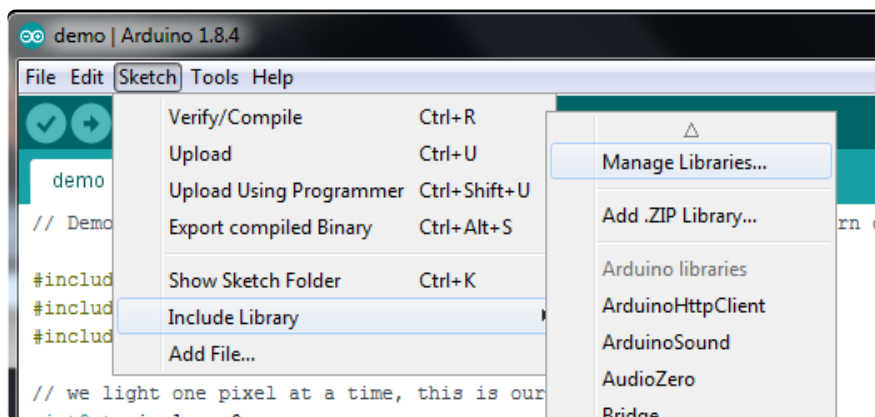 demo | Arduino 1.8.4
File Edit Sketch Tools Help
Verify/Compile Ctrl+R
Upload Ctrl+U
Upload Using Programmer Ctrl+Shift+U
Export compiled Binary Ctrl+Alt+S
Show Sketch Folder Ctrl+K
Include Library
Add File...
Manage Libraries...
Add .ZIP Library...
Arduino libraries
ArduinoHttpClient
ArduinoSound
AudioZero
Bridge
demo
// Demo
#includ
#includ
#includ
// we light one pixel at a time, this is our